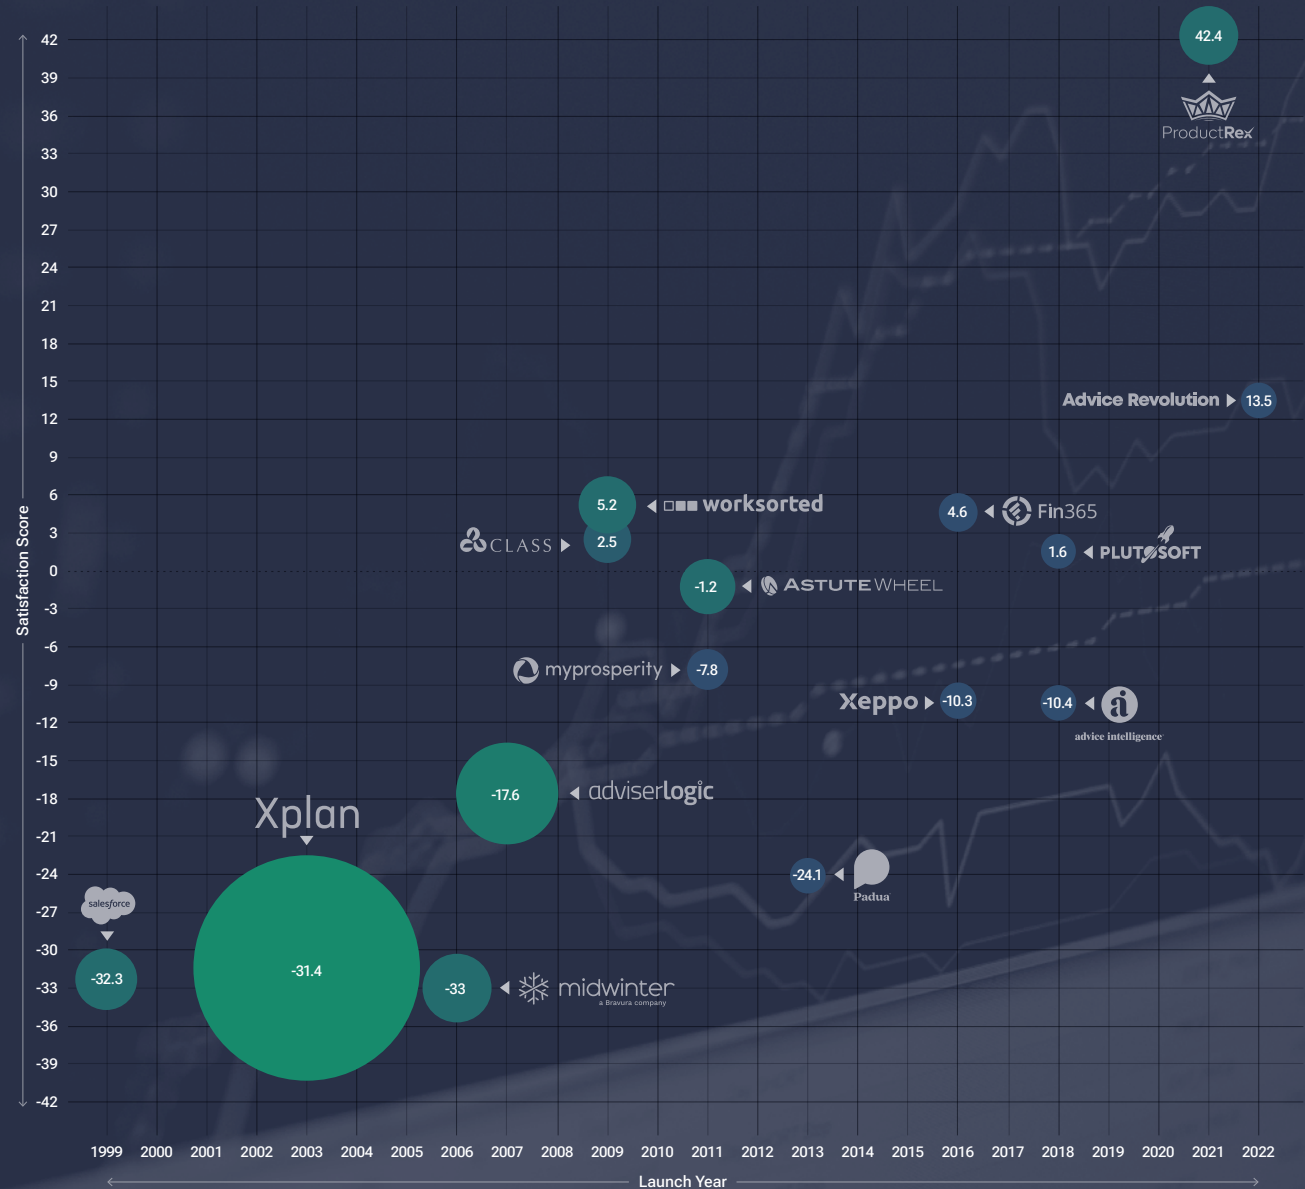 42
42.4
39
36
ProductRex
33
30
27
24
21
18
15
Advice Revolution
13.5
12
9
6
5.2
worksorted
4.6
Fin365
3
CLASS
2.5
1.6
PLUTOSOFT
0
-1.2
ASTUTEWHEEL
-3
-6
myprosperity
-7.8
-9
Xeppo
-10.3
-10.4
ai
advice intelligence
-12
-15
-17.6
adviserlogic
-18
Xplan
-21
-24
-24.1
Padua
salesforce
-27
-30
-31.4
-32.3
-33
-33
midwinter
a Bravura company
-36
-39
-42
Satisfaction Score
1999 2000 2001 2002 2003 2004 2005 2006 2007 2008 2009 2010 2011 2012 2013 2014 2015 2016 2017 2018 2019 2020 2021 2022
Launch Year